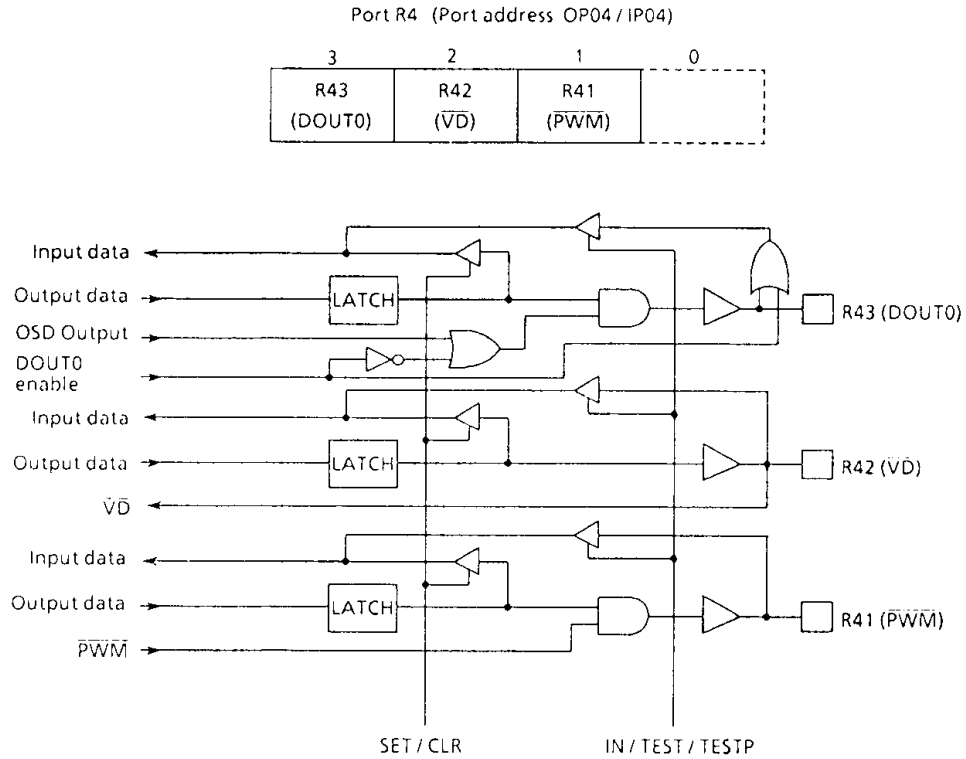 Port R4 (Port address OP04 / IP04)
3 2 1 0
R43 R42 R41
(DOUT0) (V̅D̅) (P̅W̅M̅)
Input data
Output data
LATCH
OSD Output
R43 (DOUT0)
DOUT0
enable
Input data
Output data
LATCH
R42 (V̅D̅)
V̅D̅
Input data
Output data
LATCH
R41 (P̅W̅M̅)
P̅W̅M̅
SET / CLR IN / TEST / TESTP